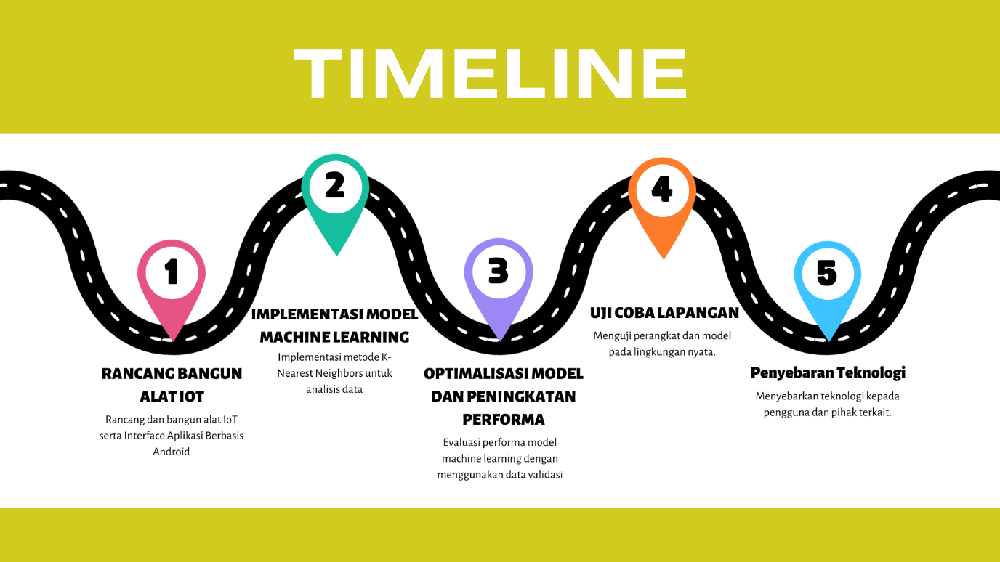 TIMELINE
1
RANCANG BANGUN
ALAT IOT
Rancang dan bangun alat IoT
serta Interface Aplikasi Berbasis
Android
2
IMPLEMENTASI MODEL
MACHINE LEARNING
Implementasi metode K-
Nearest Neighbors untuk
analisis data
3
OPTIMALISASI MODEL
DAN PENINGKATAN
PERFORMA
Evaluasi performa model
machine learning dengan
menggunakan data validasi
4
UJI COBA LAPANGAN
Menguji perangkat dan model
pada lingkungan nyata.
5
Penyebaran Teknologi
Menyebarkan teknologi kepada
pengguna dan pihak terkait.